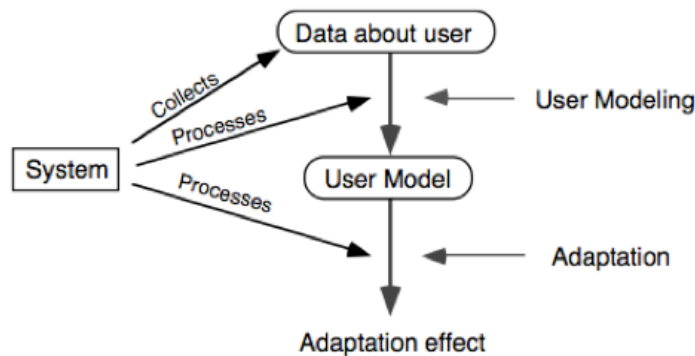 Data about user
Collects
Processes
User Modeling
System
User Model
Processes
Adaptation
Adaptation effect